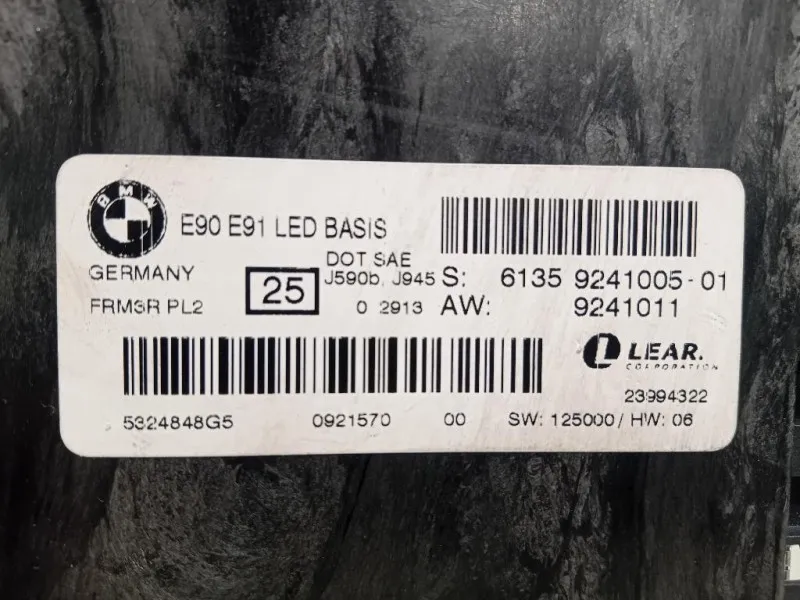 BMW
E90 E91 LED BASIS
GERMANY
FRM3R PL2
25
DOT SAE
J590b, J945
0 2913
S: 6135 9241005-01
AW: 9241011
LEAR.
CORPORATION
23994322
5324848G5 0921570 00 SW: 125000 / HW: 06